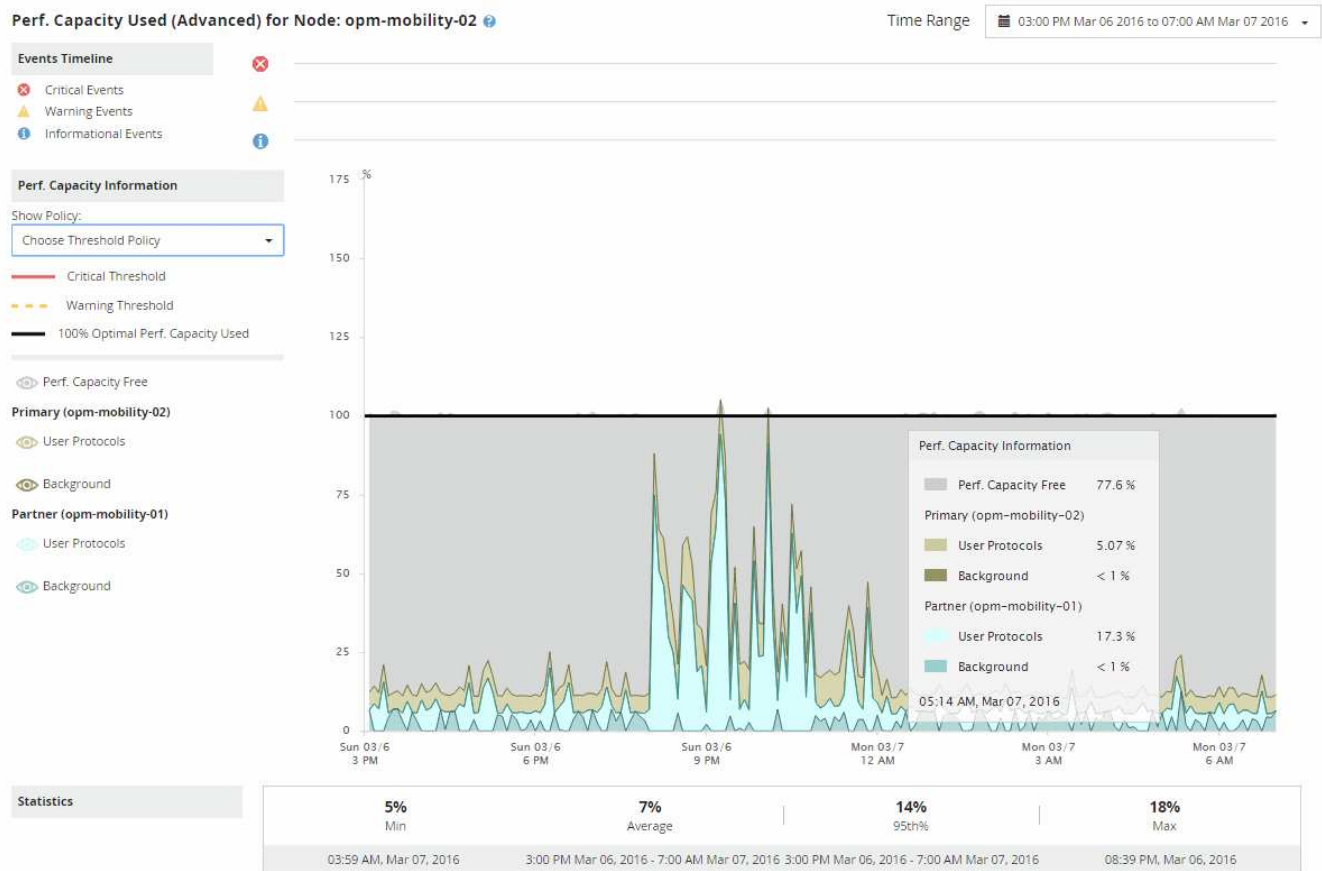 Perf. Capacity Used (Advanced) for Node: opm-mobility-02 ?
Time Range 03:00 PM Mar 06 2016 to 07:00 AM Mar 07 2016
Events Timeline
Critical Events
Warning Events
Informational Events
Perf. Capacity Information
Show Policy:
Choose Threshold Policy
Critical Threshold
Warning Threshold
100% Optimal Perf. Capacity Used
Perf. Capacity Free
Primary (opm-mobility-02)
User Protocols
Background
Partner (opm-mobility-01)
User Protocols
Background
%
175
150
125
100
75
50
25
0
Sun 03/6 Sun 03/6 Sun 03/6 Mon 03/7 Mon 03/7 Mon 03/7
3 PM 6 PM 9 PM 12 AM 3 AM 6 AM
Perf. Capacity Information
Perf. Capacity Free 77.6 %
Primary (opm-mobility-02)
User Protocols 5.07 %
Background < 1 %
Partner (opm-mobility-01)
User Protocols 17.3 %
Background < 1 %
05:14 AM, Mar 07, 2016
Statistics
5% 7% 14% 18%
Min Average 95th% Max
03:59 AM, Mar 07, 2016 3:00 PM Mar 06, 2016 - 7:00 AM Mar 07, 2016 3:00 PM Mar 06, 2016 - 7:00 AM Mar 07, 2016 08:39 PM, Mar 06, 2016